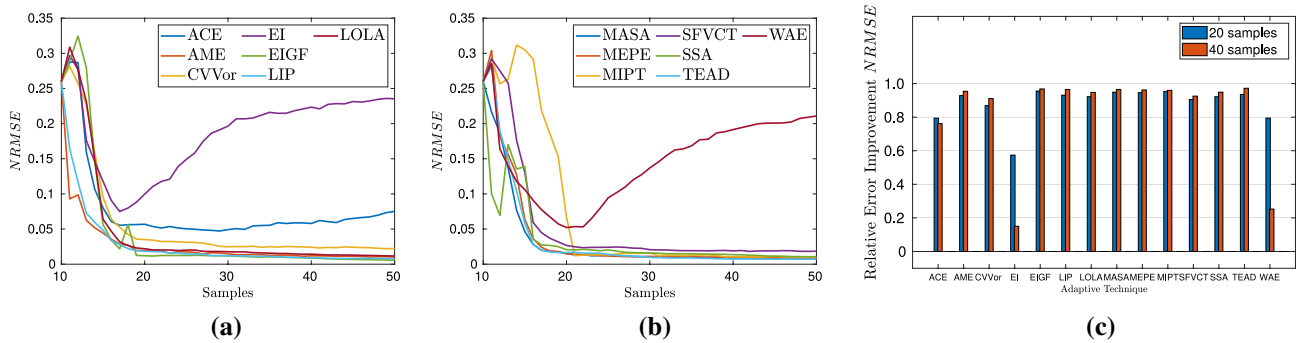 0.35
0.3
0.25
0.2
0.15
0.1
0.05
0
NRMSE
ACE EI LOLA
AME EIGF
CVVor LIP
10 20 30 40 50
Samples
(a)
0.35
0.3
0.25
0.2
0.15
0.1
0.05
0
NRMSE
MASA SFVCT WAE
MEPE SSA
MIPT TEAD
10 20 30 40 50
Samples
(b)
Relative Error Improvement NRMSE
20 samples
40 samples
1.0
0.8
0.6
0.4
0.2
0
ACE AME CVVor EI EIGF LIP LOLA MASA MEPE MIPT SFVCT SSA TEAD WAE
Adaptive Technique
(c)